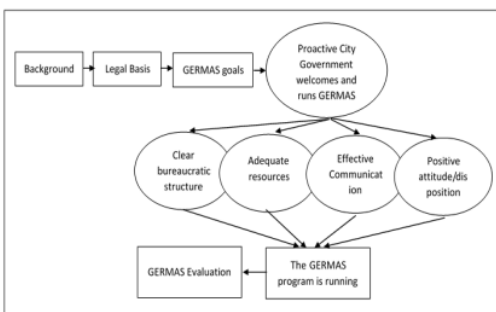 Proactive City
Government
welcomes and
runs GERMAS
Background
Legal Basis
GERMAS goals
Clear
bureaucratic
structure
Adequate
resources
Effective
Communicat
ion
Positive
attitude/dis
position
GERMAS Evaluation
The GERMAS
program is running